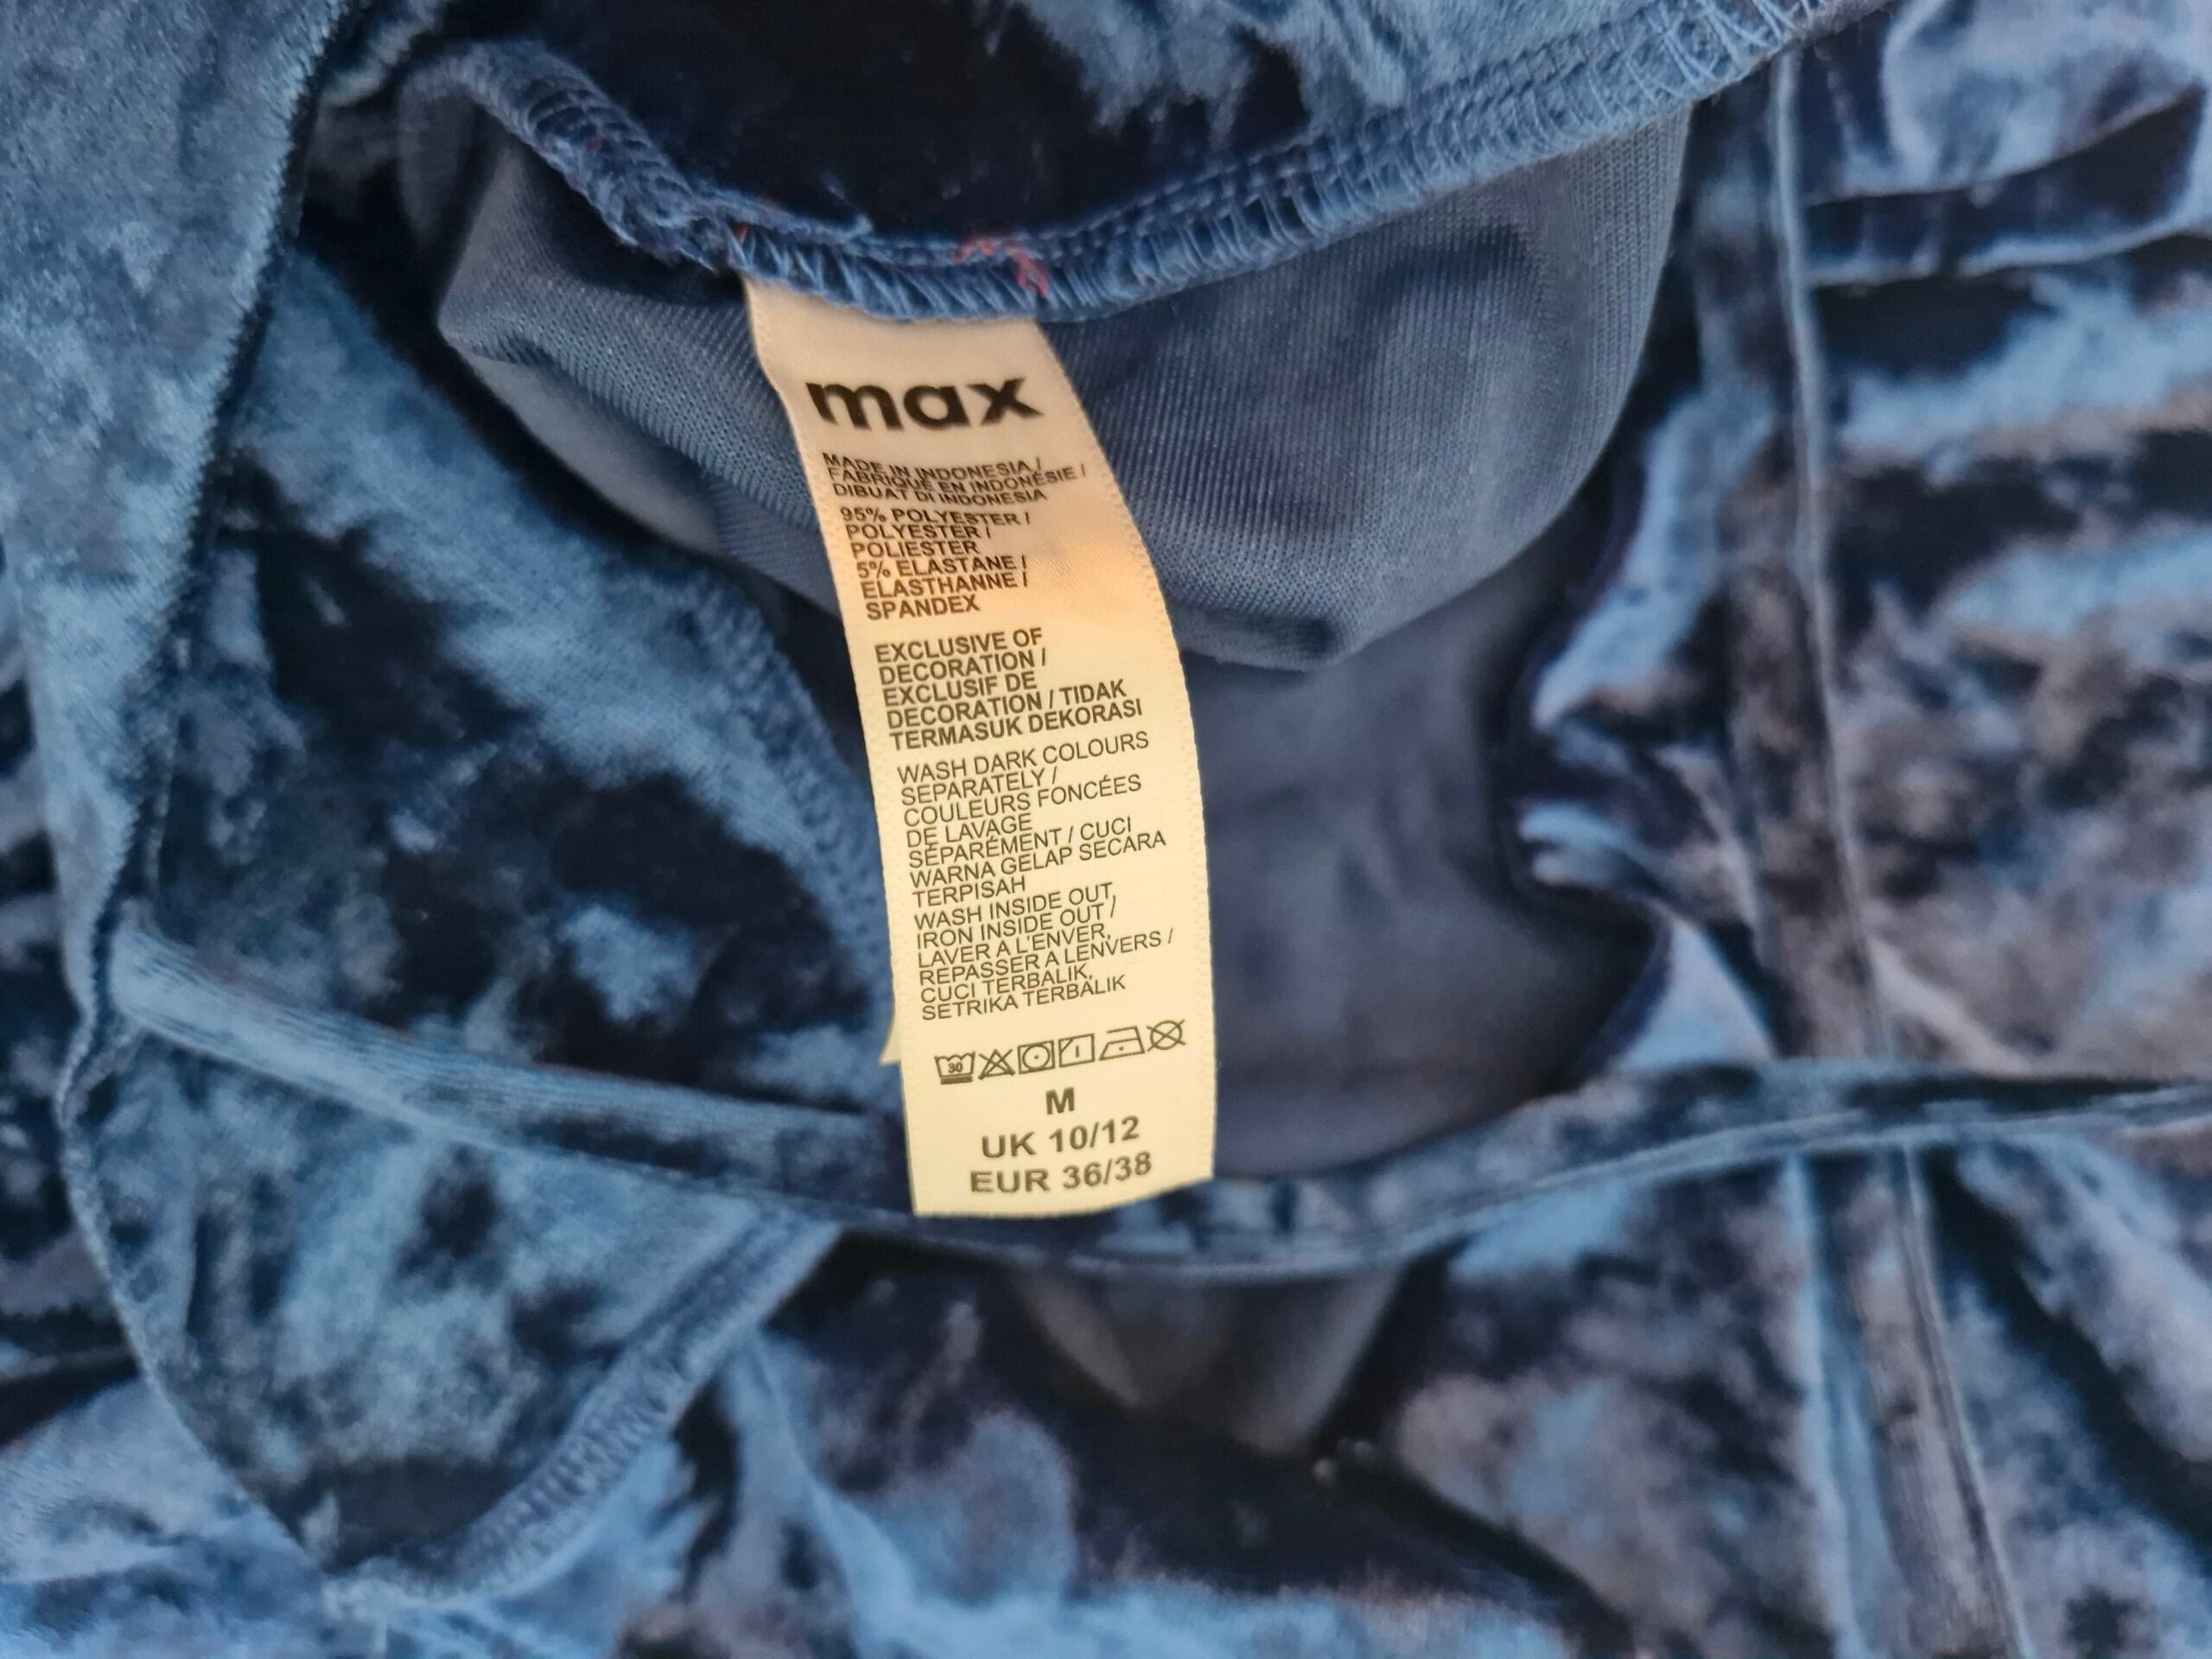 max
MADE IN INDONESIA /
FABRIQUÉ EN INDONÉSIE /
DIBUAT DI INDONESIA
95% POLYESTER /
POLYESTER /
POLIESTER
5% ELASTANE /
ELASTHANNE /
SPANDEX
EXCLUSIVE OF
DECORATION /
EXCLUSIF DE
DECORATION / TIDAK
TERMASUK DEKORASI
WASH DARK COLOURS
SEPARATELY /
COULEURS FONCÉES
DE LAVAGE
SÉPARÉMENT / CUCI
WARNA GELAP SECARA
TERPISAH
WASH INSIDE OUT,
IRON INSIDE OUT /
LAVER A L'ENVER,
REPASSER A LENVERS /
CUCI TERBALIK,
SETRIKA TERBALIK
30
M
UK 10/12
EUR 36/38